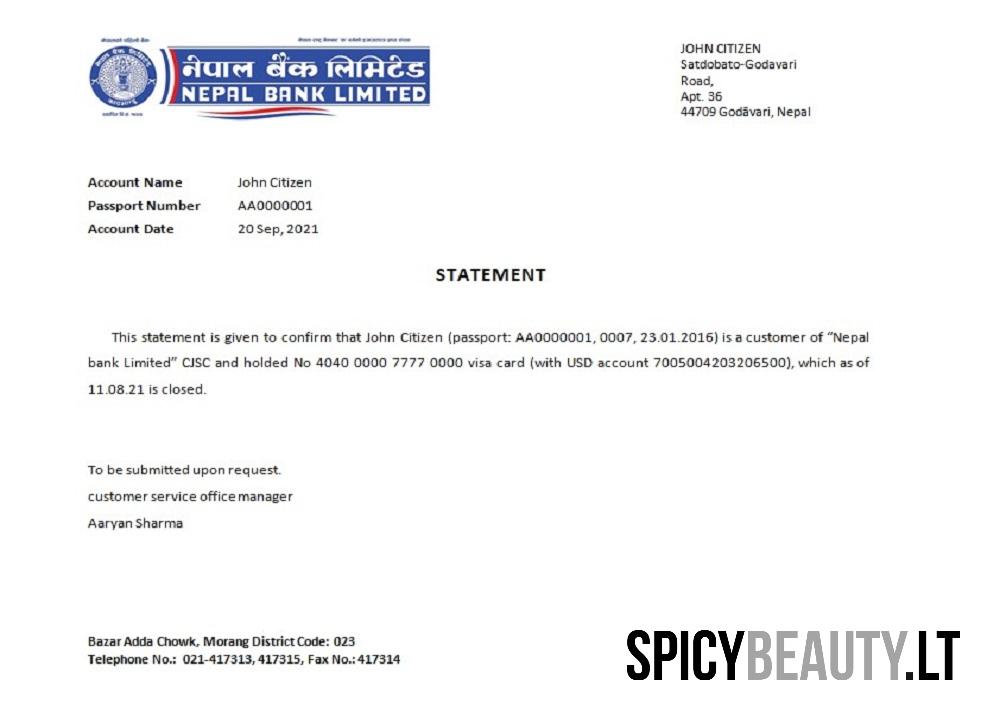 नेपाल बैंक लिमिटेड
NEPAL BANK LIMITED
JOHN CITIZEN
Satdobato-Godavari
Road,
Apt. 36
44709 Godāvari, Nepal
Account Name John Citizen
Passport Number AA0000001
Account Date 20 Sep, 2021
STATEMENT
This statement is given to confirm that John Citizen (passport: AA0000001, 0007, 23.01.2016) is a customer of “Nepal
bank Limited” CJSC and holded No 4040 0000 7777 0000 visa card (with USD account 7005004203206500), which as of
11.08.21 is closed.
To be submitted upon request.
customer service office manager
Aaryan Sharma
Bazar Adda Chowk, Morang District Code: 023
Telephone No.: 021-417313, 417315, Fax No.: 417314
SPICYBEAUTY.LT